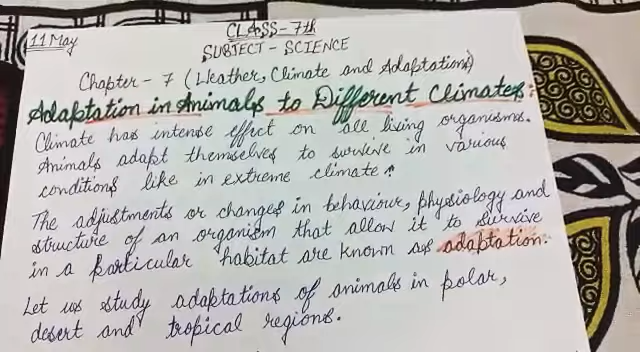 11 May
CLASS-7th
SUBJECT - SCIENCE
Chapter - 7 (Weather, Climate and Adaptations)
Adaptation in Animals to Different Climates:
Climate has intense effect on all living organisms.
Animals adapt themselves to survive in various
conditions like in extreme climate.
The adjustments or changes in behaviour, physiology and
structure of an organism that allow it to survive
in a particular habitat are known as adaptation.
Let us study adaptations of animals in polar,
desert and tropical regions.